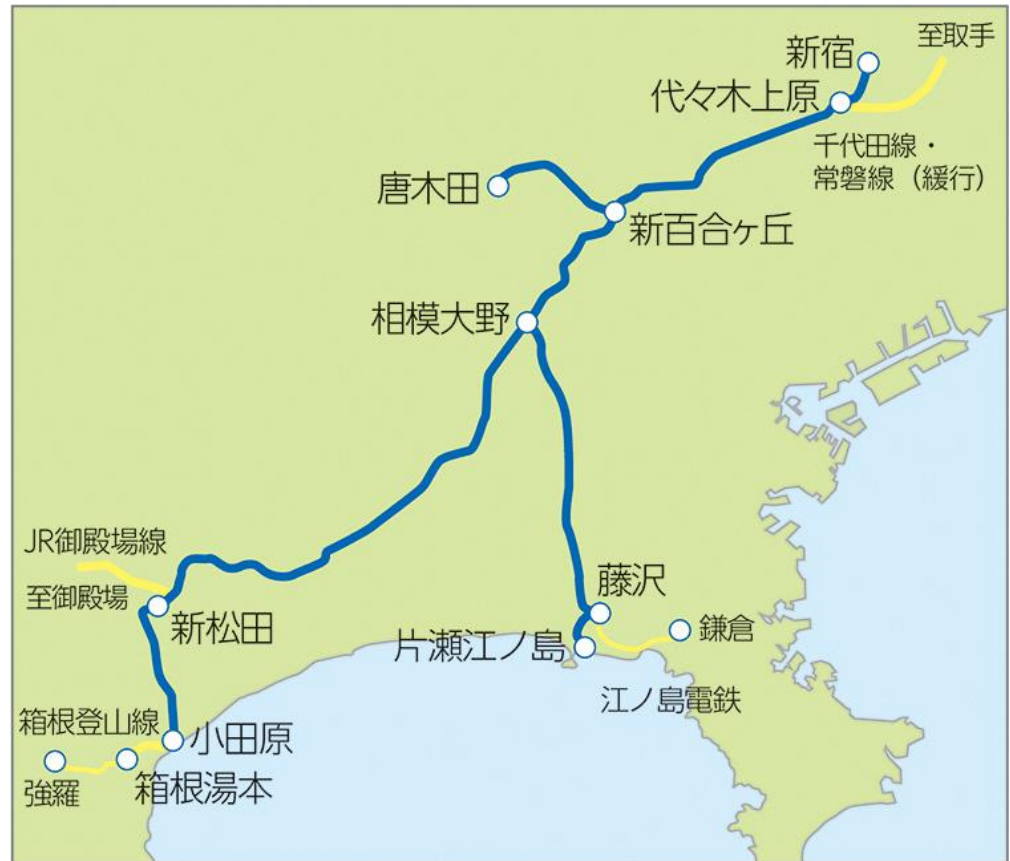 至取手
新宿
代々木上原
千代田線・
常磐線（緩行）
唐木田
新百合ヶ丘
相模大野
JR御殿場線
至御殿場
新松田
藤沢
鎌倉
片瀬江ノ島
江ノ島電鉄
箱根登山線
小田原
強羅
箱根湯本